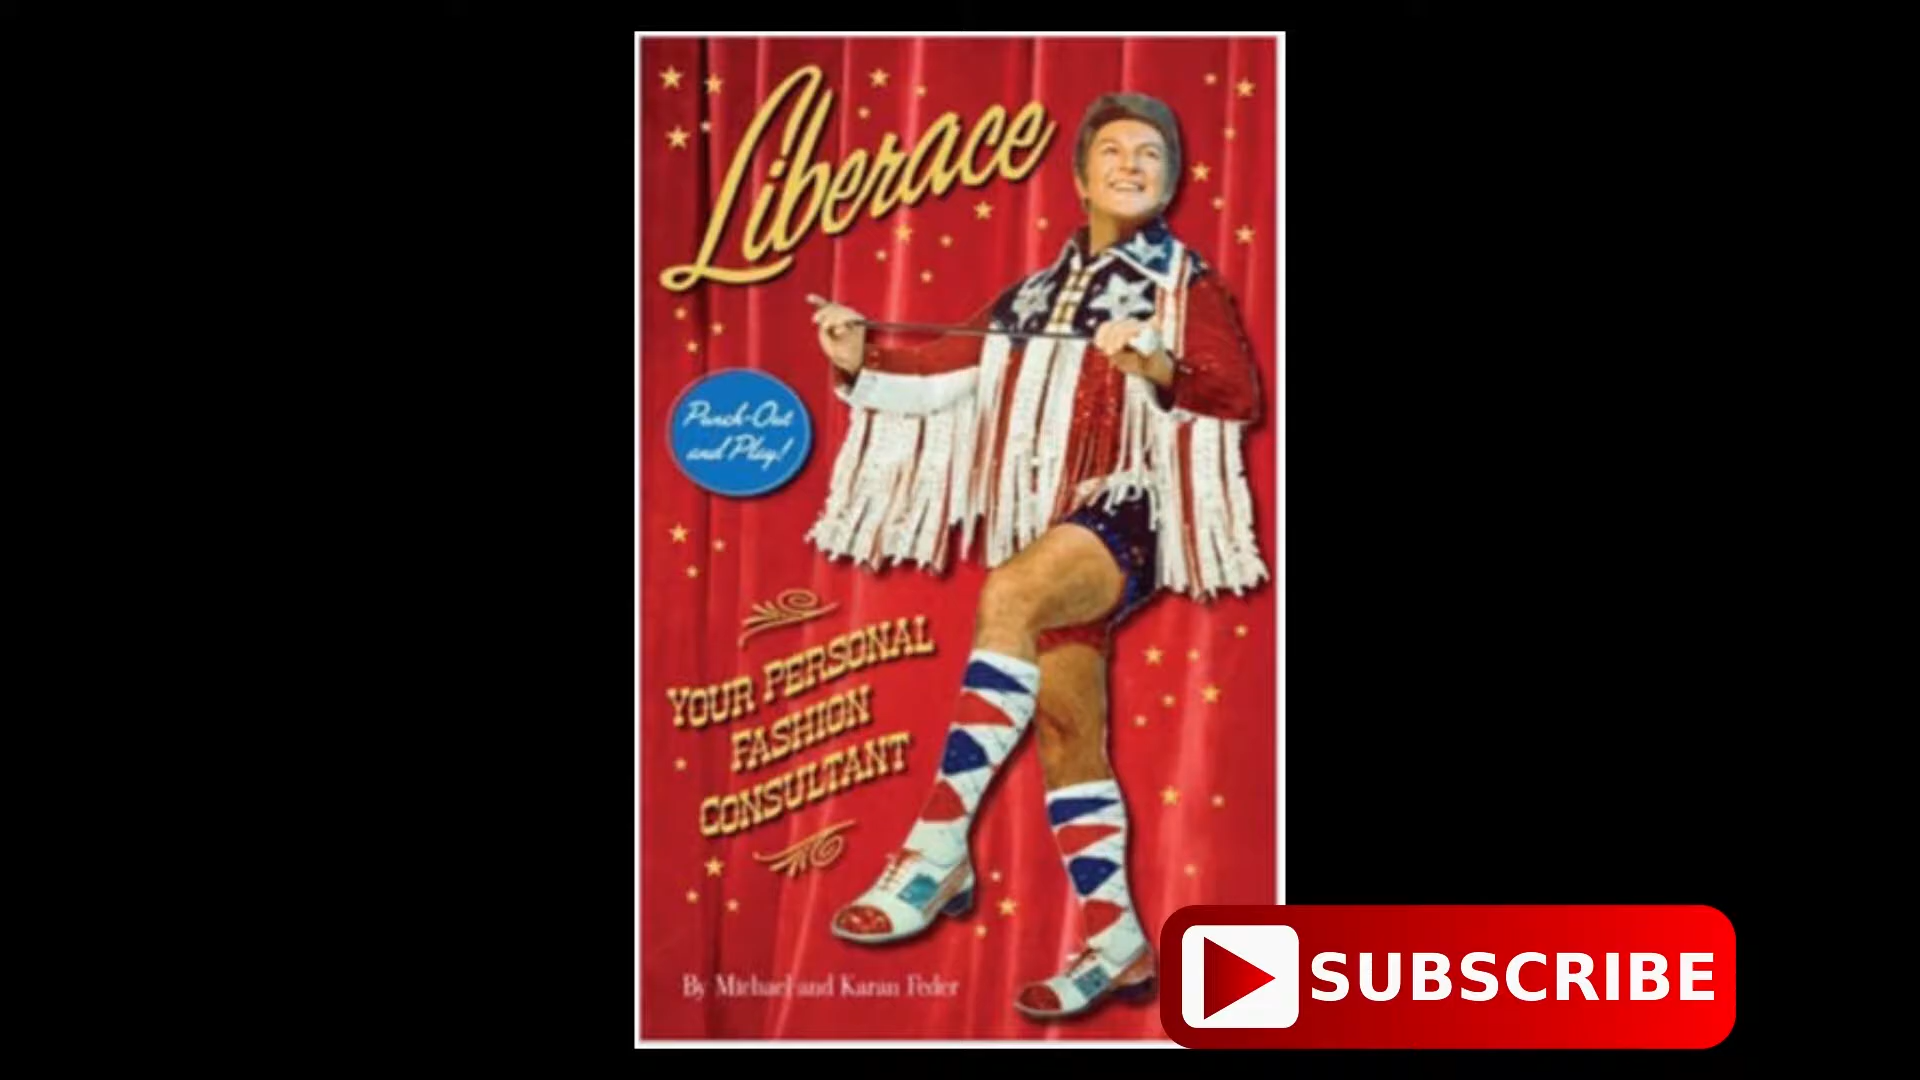 Liberace
Punch-Out
and Play!
YOUR PERSONAL
FASHION
CONSULTANT
By Michael and Karan Feder
SUBSCRIBE